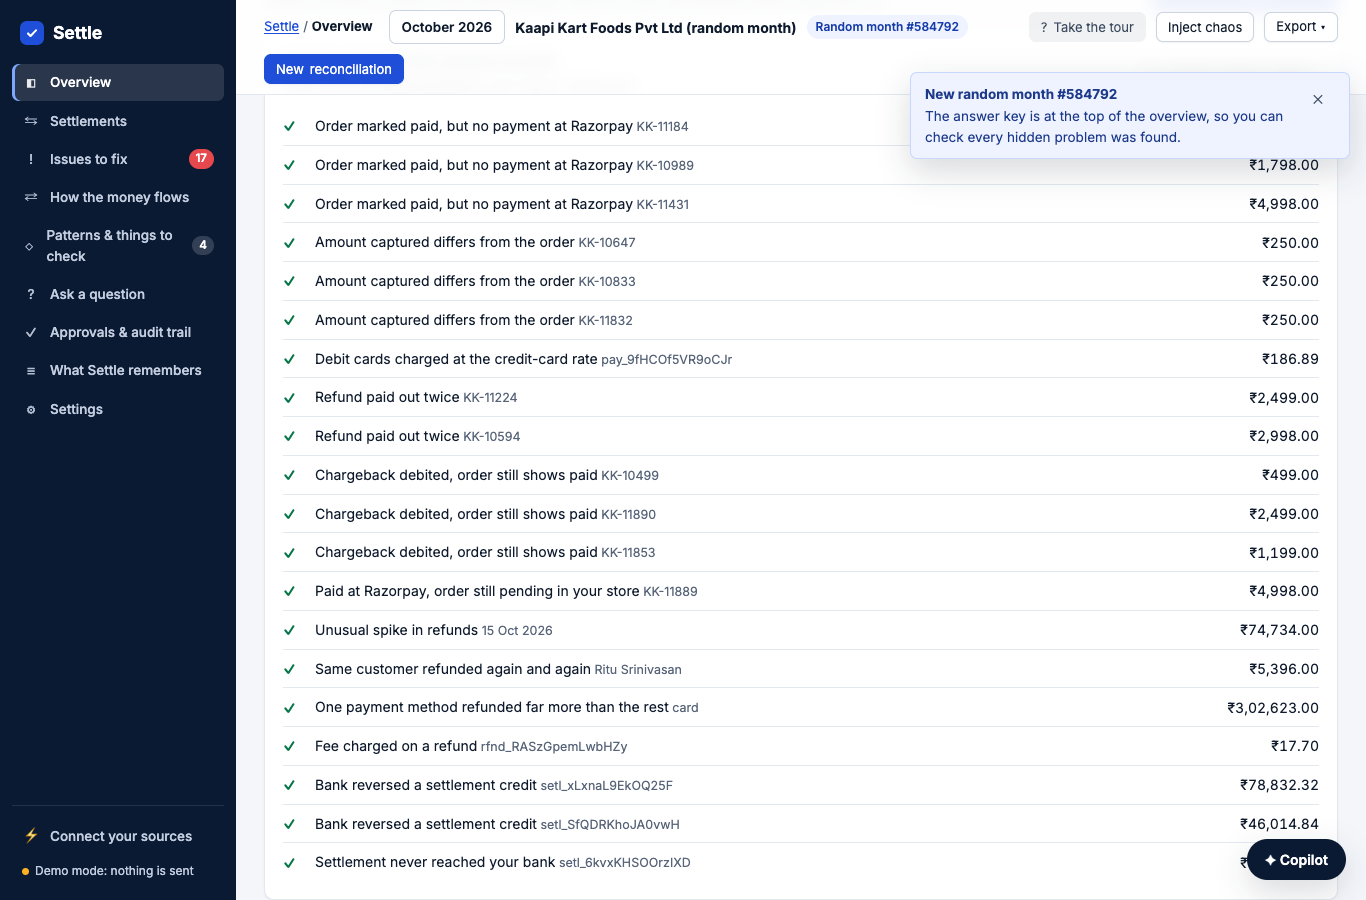 Settle
Overview
Settlements
! Issues to fix 17
How the money flows
Patterns & things to check 4
? Ask a question
Approvals & audit trail
What Settle remembers
Settings
Connect your sources
Demo mode: nothing is sent
Settle / Overview
October 2026
Kaapi Kart Foods Pvt Ltd (random month)
Random month #584792
? Take the tour
Inject chaos
Export
New reconciliation
New random month #584792
The answer key is at the top of the overview, so you can
check every hidden problem was found.
Order marked paid, but no payment at Razorpay KK-11184
Order marked paid, but no payment at Razorpay KK-10989 ₹1,798.00
Order marked paid, but no payment at Razorpay KK-11431 ₹4,998.00
Amount captured differs from the order KK-10647 ₹250.00
Amount captured differs from the order KK-10833 ₹250.00
Amount captured differs from the order KK-11832 ₹250.00
Debit cards charged at the credit-card rate pay_9fHCOf5VR9oCJr ₹186.89
Refund paid out twice KK-11224 ₹2,499.00
Refund paid out twice KK-10594 ₹2,998.00
Chargeback debited, order still shows paid KK-10499 ₹499.00
Chargeback debited, order still shows paid KK-11890 ₹2,499.00
Chargeback debited, order still shows paid KK-11853 ₹1,199.00
Paid at Razorpay, order still pending in your store KK-11889 ₹4,998.00
Unusual spike in refunds 15 Oct 2026 ₹74,734.00
Same customer refunded again and again Ritu Srinivasan ₹5,396.00
One payment method refunded far more than the rest card ₹3,02,623.00
Fee charged on a refund rfnd_RASzGpemLwbHZy ₹17.70
Bank reversed a settlement credit setl_xLxnaL9EkOQ25F ₹78,832.32
Bank reversed a settlement credit setl_SfQDRKhoJA0vwH ₹46,014.84
Settlement never reached your bank setl_6kvxKHSOOrzlXD ₹
Copilot